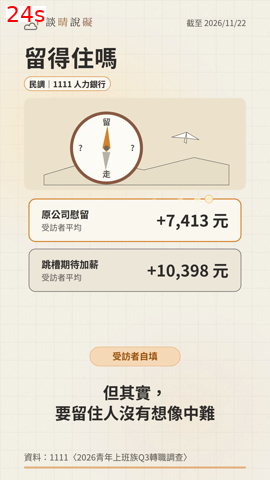 24s
談晴說礙
截至 2026/11/22
留得住嗎
民調｜1111 人力銀行
留
?
?
走
原公司慰留
受訪者平均
+7,413 元
跳槽期待加薪
受訪者平均
+10,398 元
受訪者自填
但其實，
要留住人沒有想像中難
資料：1111〈2026青年上班族Q3轉職調查〉